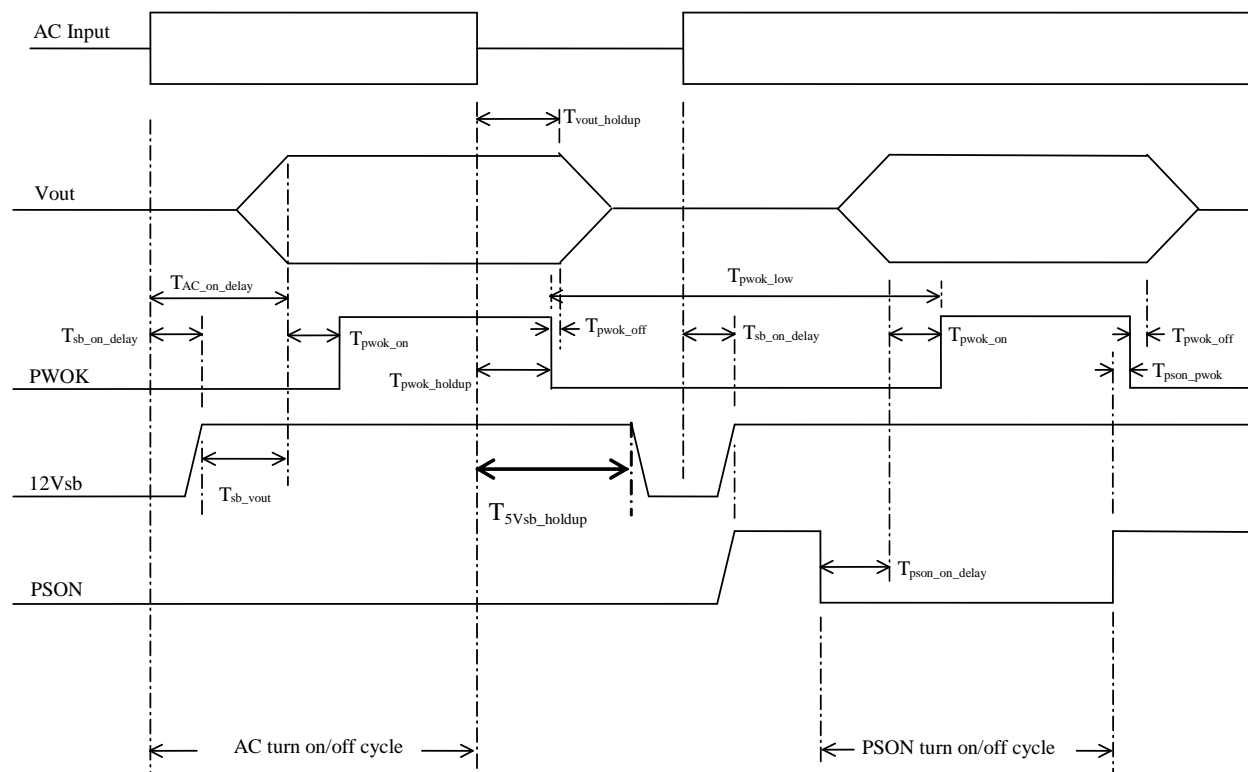 AC Input
Tvout_holdup
Vout
TAC_on_delay
Tpwok_low
Tsb_on_delay
Tpwok_on
Tpwok_off
Tsb_on_delay
Tpwok_on
Tpwok_off
PWOK
Tpwok_holdup
Tpson_pwok
12Vsb
Tsb_vout
T5Vsb_holdup
PSON
Tpson_on_delay
AC turn on/off cycle
PSON turn on/off cycle